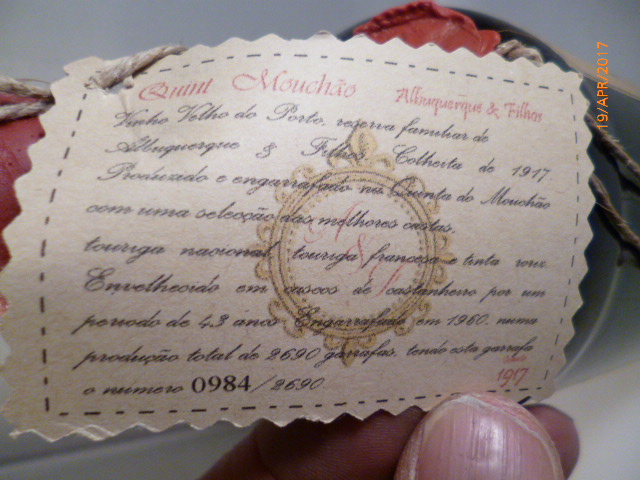 Quint Mouchão
Albuquerque & Filhos
Vinho Velho do Porto, reserva familiar de
Albuquerque & Filhos Colheita de 1917
Produzido e engarrafado na Quinta do Mouchão
com uma selecção das melhores castas,
touriga nacional, touriga francesa e tinta roriz
Envelhecido em cascos de castanheiro por um
periodo de 43 anos Engarrafado em 1960, numa
produção total de 2690 garrafas, tendo esta garrafa
o numero 0984/2690
1917
19/APR/2017